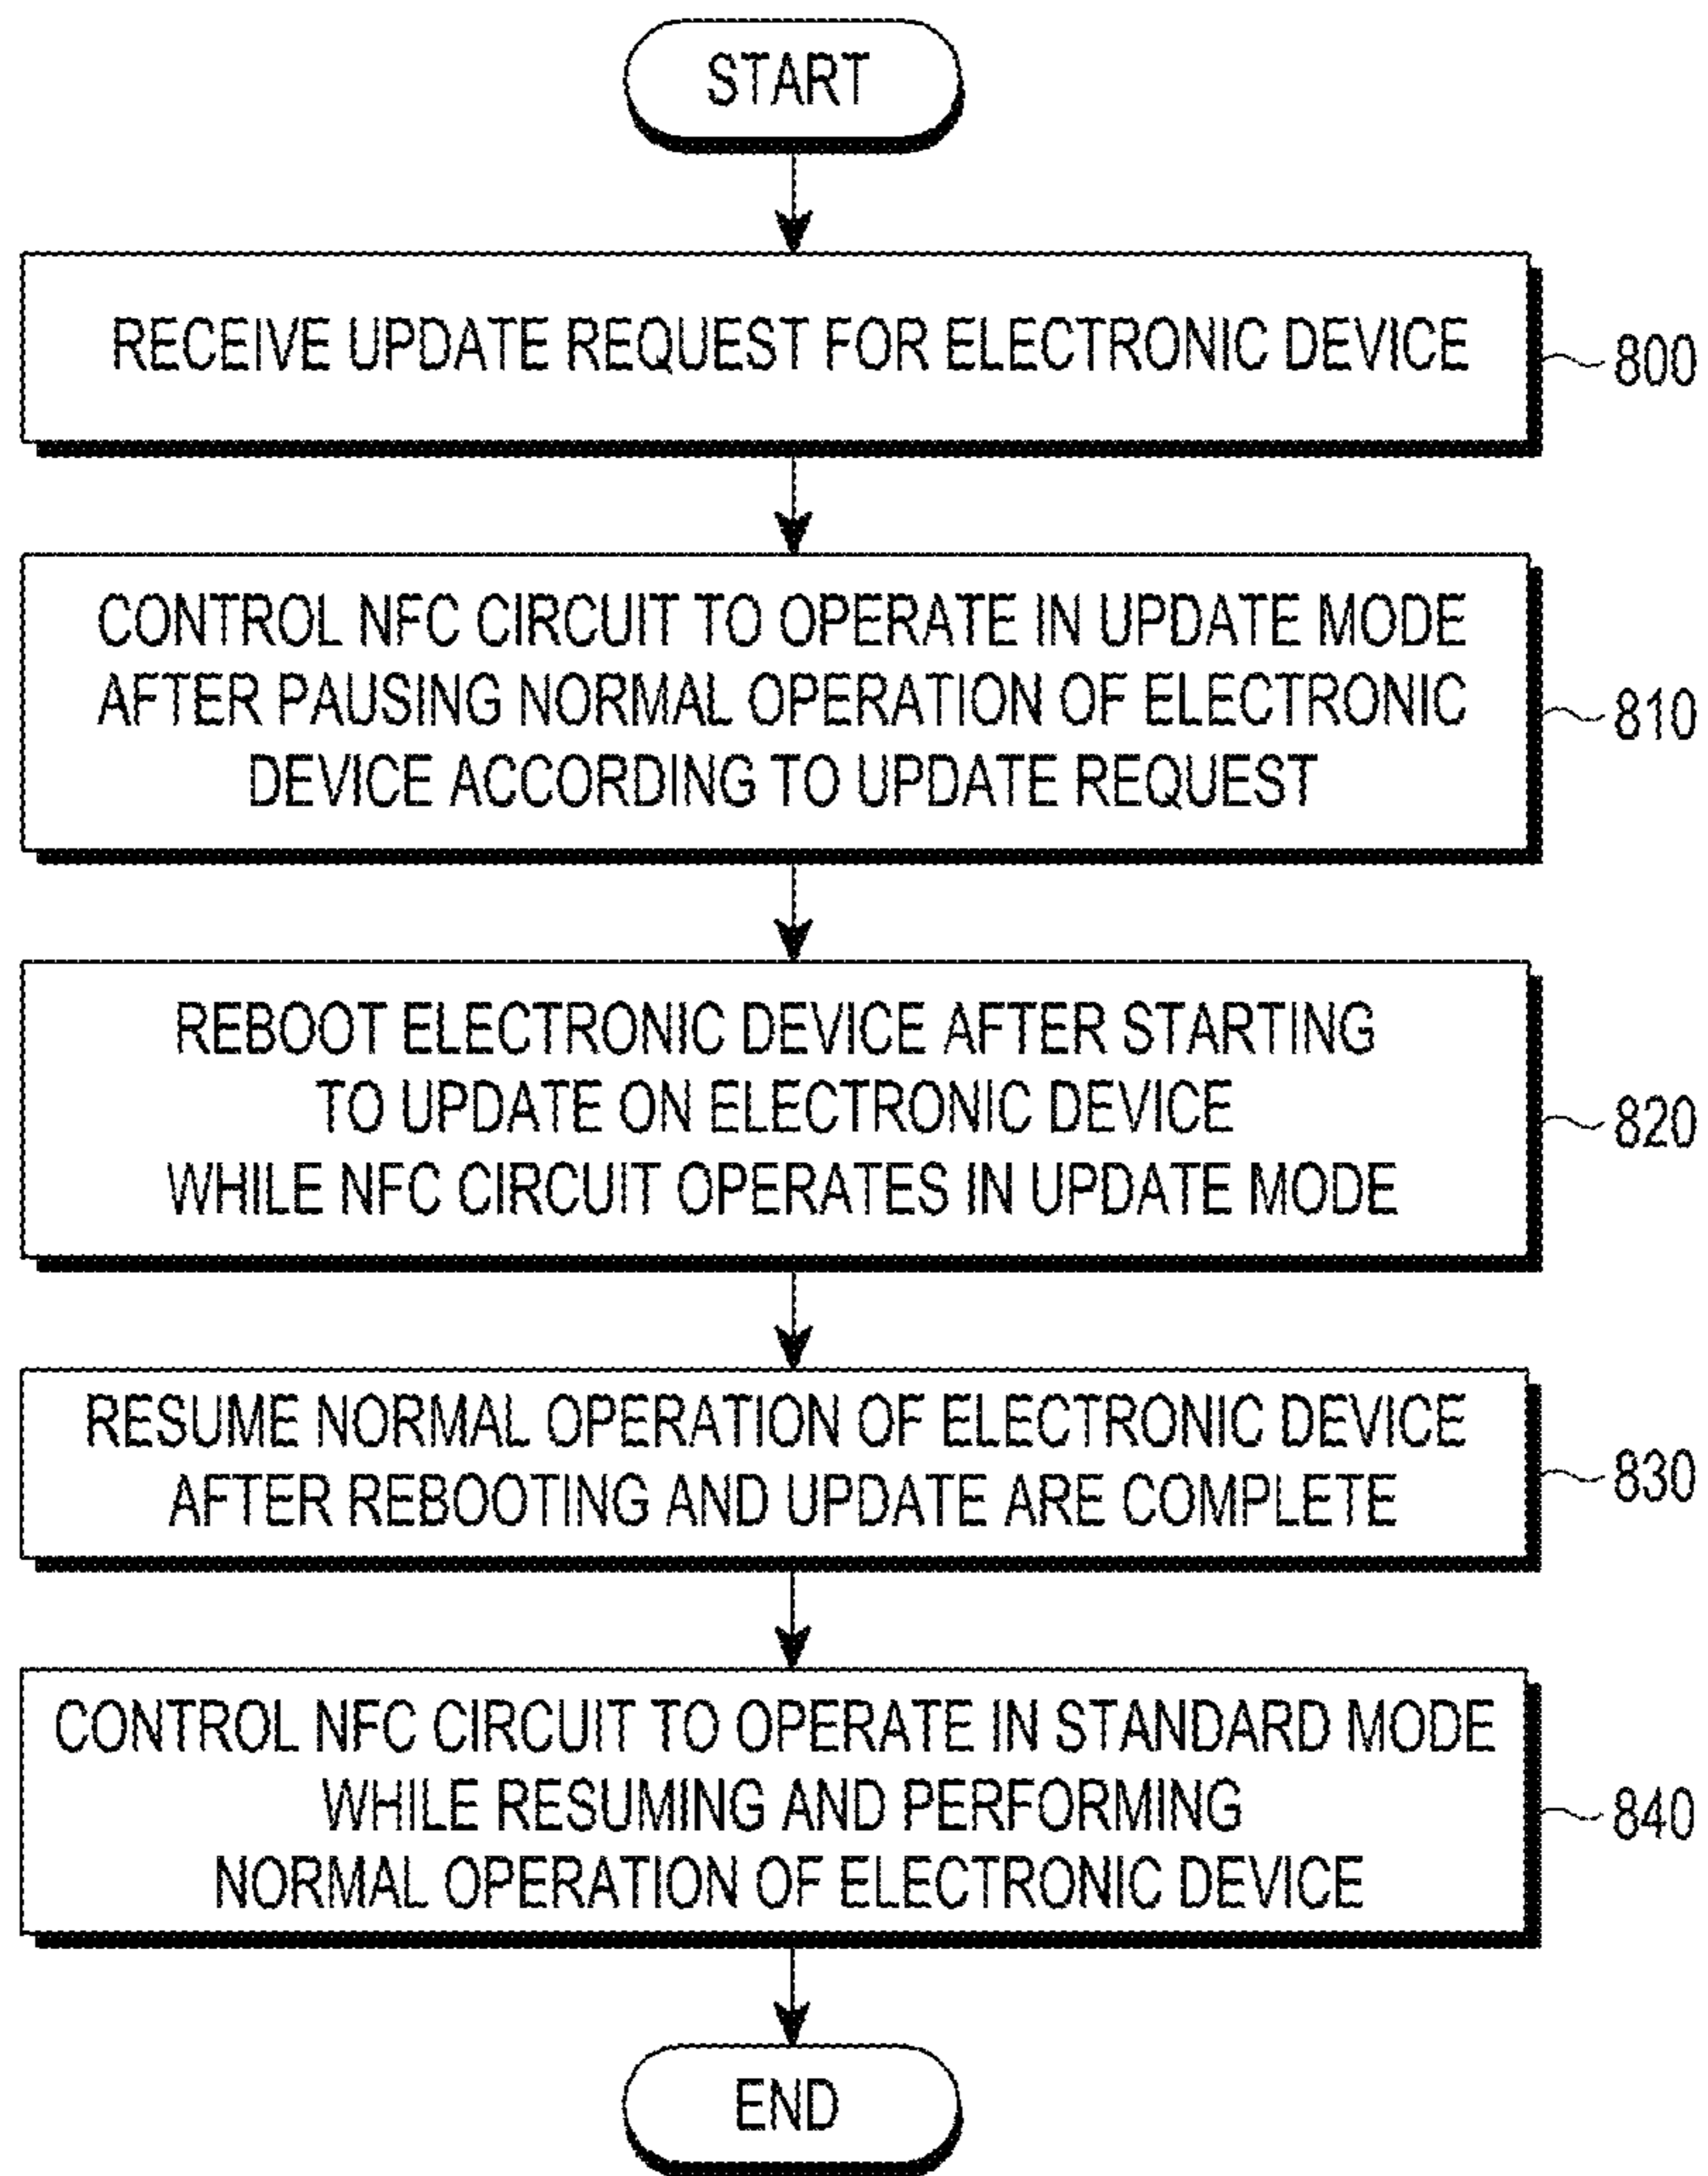 START
RECEIVE UPDATE REQUEST FOR ELECTRONIC DEVICE
800
CONTROL NFC CIRCUIT TO OPERATE IN UPDATE MODE
AFTER PAUSING NORMAL OPERATION OF ELECTRONIC
DEVICE ACCORDING TO UPDATE REQUEST
810
REBOOT ELECTRONIC DEVICE AFTER STARTING
TO UPDATE ON ELECTRONIC DEVICE
WHILE NFC CIRCUIT OPERATES IN UPDATE MODE
820
RESUME NORMAL OPERATION OF ELECTRONIC DEVICE
AFTER REBOOTING AND UPDATE ARE COMPLETE
830
CONTROL NFC CIRCUIT TO OPERATE IN STANDARD MODE
WHILE RESUMING AND PERFORMING
NORMAL OPERATION OF ELECTRONIC DEVICE
840
END